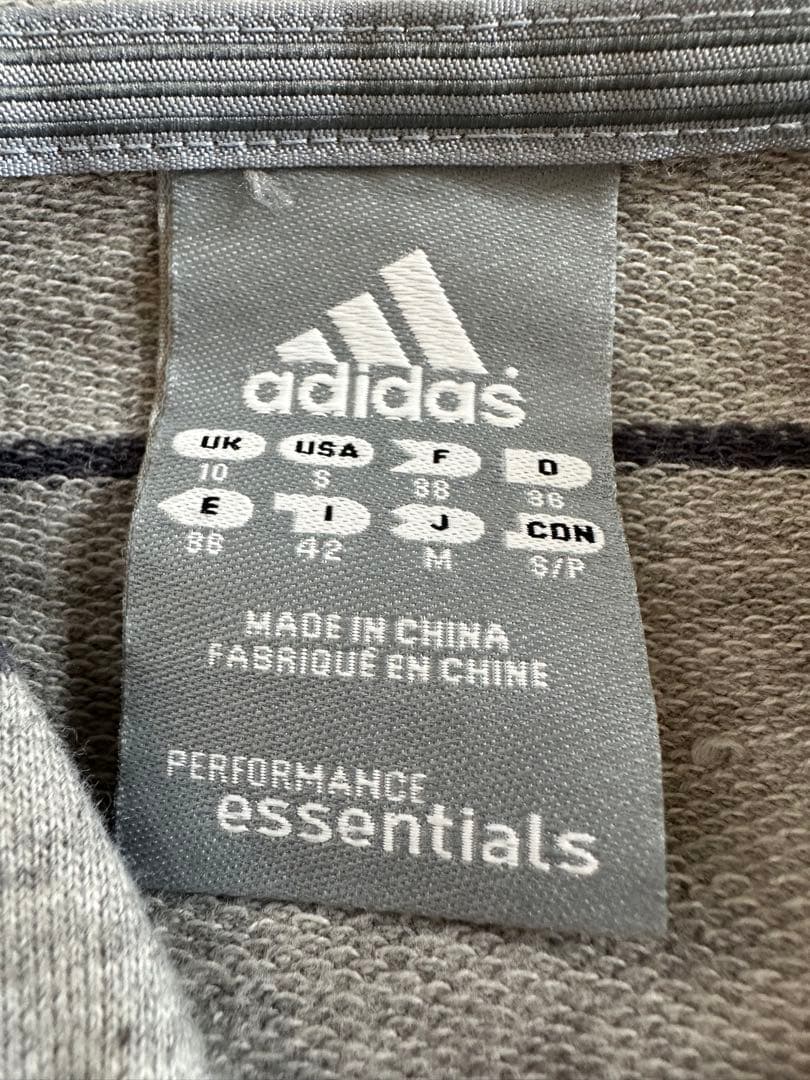 adidas
UK USA F D
10 S 38 36
E I J CDN
38 42 M S/P
MADE IN CHINA
FABRIQUÉ EN CHINE
PERFORMANCE
essentials